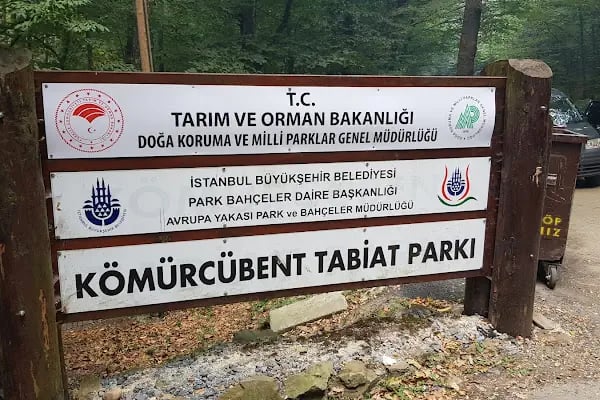 T.C.
TARIM VE ORMAN BAKANLIĞI
DOĞA KORUMA VE MİLLİ PARKLAR GENEL MÜDÜRLÜĞÜ
İSTANBUL BÜYÜKŞEHİR BELEDİYESİ
PARK BAHÇELER DAİRE BAŞKANLIĞI
AVRUPA YAKASI PARK ve BAHÇELER MÜDÜRLÜĞÜ
KÖMÜRCÜBENT TABİAT PARKI
ÇÖP